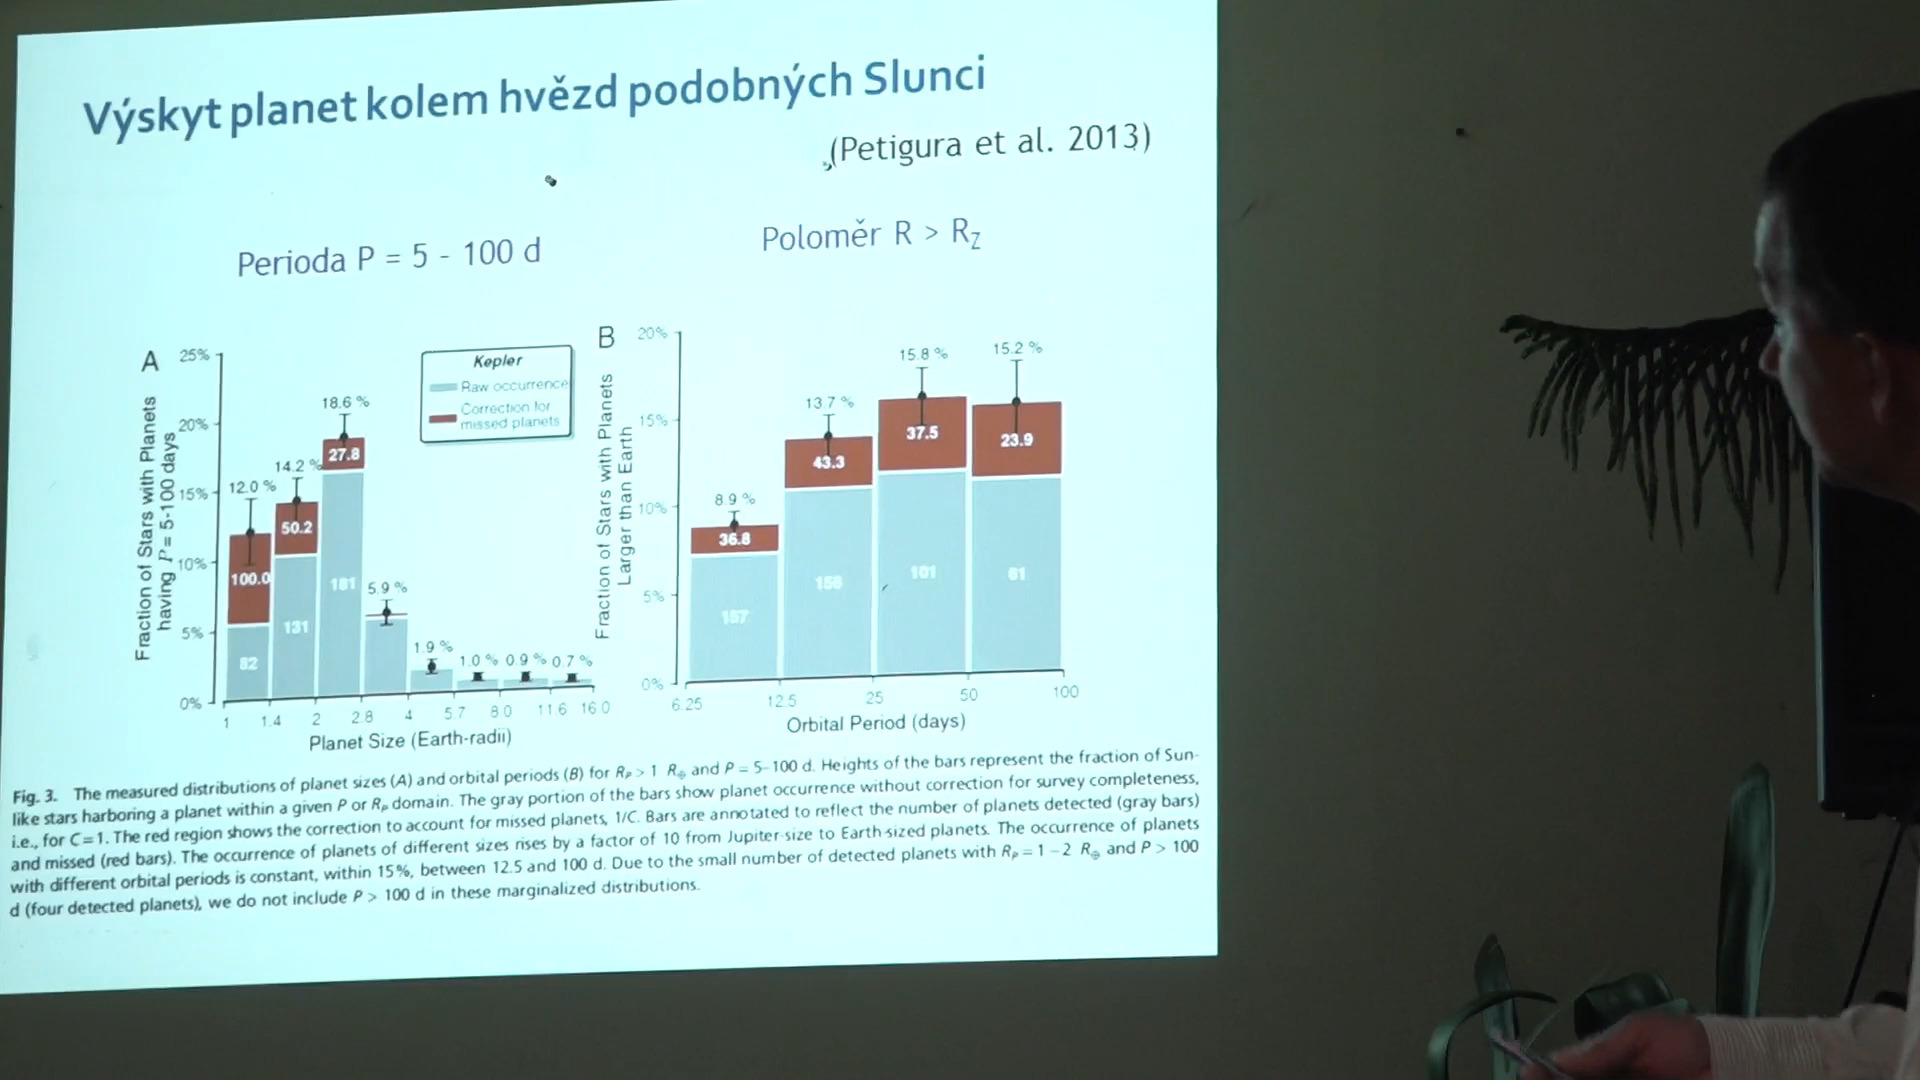 Výskyt planet kolem hvězd podobných Slunci
(Petigura et al. 2013)
Perioda P = 5 - 100 d
Poloměr R > R_Z
A
Fraction of Stars with Planets
having P = 5-100 days
25%
20%
15%
10%
5%
0%
Kepler
Raw occurrence
Correction for
missed planets
12.0 %
14.2 %
18.6 %
5.9 %
1.9 %
1.0 %
0.9 %
0.7 %
100.0
50.2
27.8
82
131
181
1
1.4
2
2.8
4
5.7
8.0
11.6
16.0
Planet Size (Earth-radii)
B
Fraction of Stars with Planets
Larger than Earth
20%
15%
10%
5%
0%
8.9 %
13.7 %
15.8 %
15.2 %
36.8
43.3
37.5
23.9
157
61
6.25
12.5
25
50
100
Orbital Period (days)
Fig. 3. The measured distributions of planet sizes (A) and orbital periods (B) for R_P > 1 R_⊕ and P = 5–100 d. Heights of the bars represent the fraction of Sun-
like stars harboring a planet within a given P or R_P domain. The gray portion of the bars show planet occurrence without correction for survey completeness,
i.e., for C=1. The red region shows the correction to account for missed planets, 1/C. Bars are annotated to reflect the number of planets detected (gray bars)
and missed (red bars). The occurrence of planets of different sizes rises by a factor of 10 from Jupiter-size to Earth-sized planets. The occurrence of planets
with different orbital periods is constant, within 15%, between 12.5 and 100 d. Due to the small number of detected planets with R_P = 1–2 R_⊕ and P > 100
d (four detected planets), we do not include P > 100 d in these marginalized distributions.